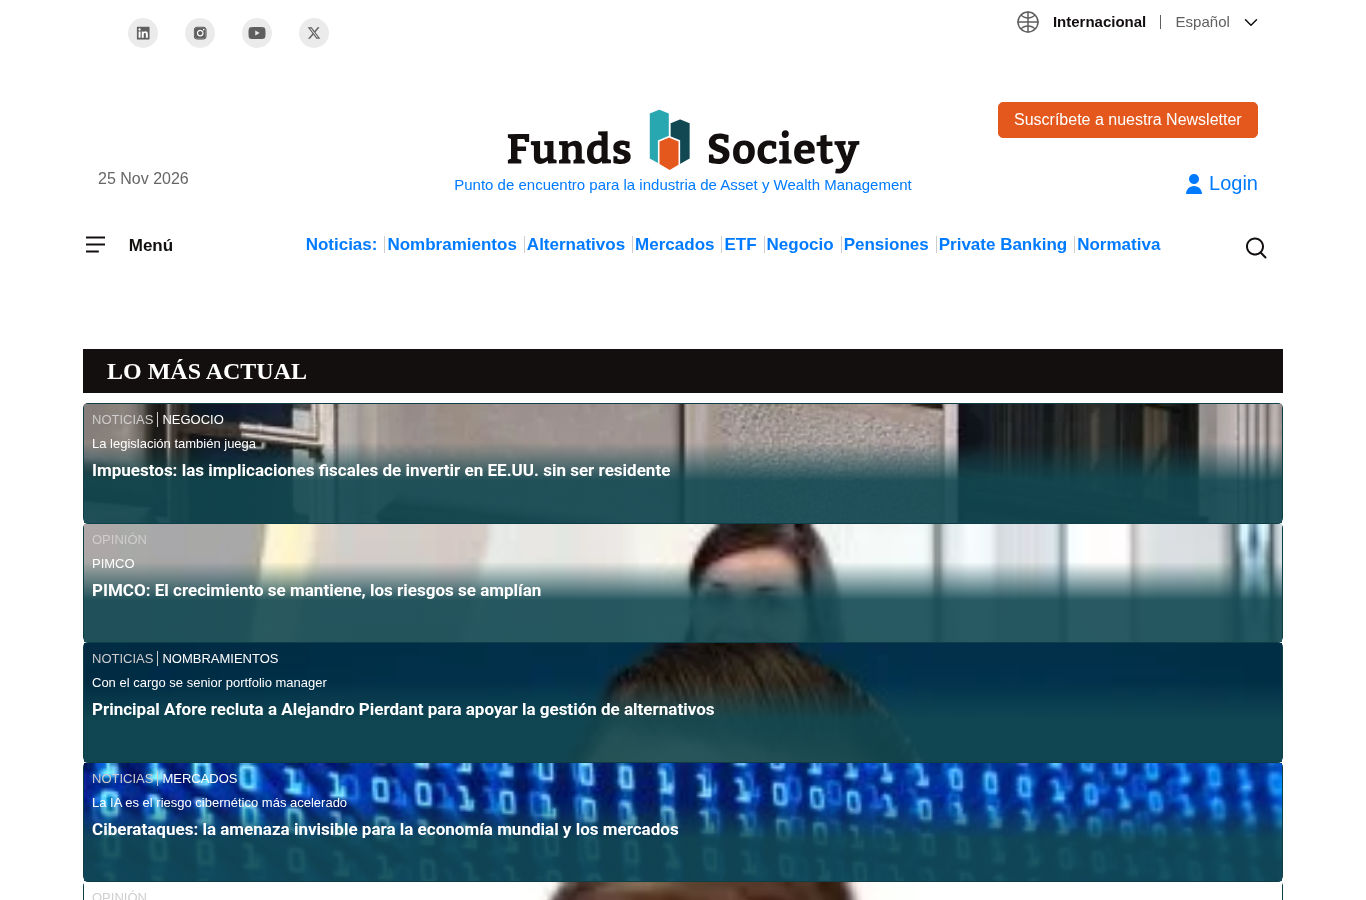 Internacional | Español
Suscríbete a nuestra Newsletter
Funds Society
Punto de encuentro para la industria de Asset y Wealth Management
25 Nov 2026
Login
Menú
Noticias: Nombramientos Alternativos Mercados ETF Negocio Pensiones Private Banking Normativa
LO MÁS ACTUAL
NOTICIAS | NEGOCIO
La legislación también juega
Impuestos: las implicaciones fiscales de invertir en EE.UU. sin ser residente
OPINIÓN
PIMCO
PIMCO: El crecimiento se mantiene, los riesgos se amplían
NOTICIAS | NOMBRAMIENTOS
Con el cargo se senior portfolio manager
Principal Afore recluta a Alejandro Pierdant para apoyar la gestión de alternativos
NOTICIAS | MERCADOS
La IA es el riesgo cibernético más acelerado
Ciberataques: la amenaza invisible para la economía mundial y los mercados
OPINIÓN